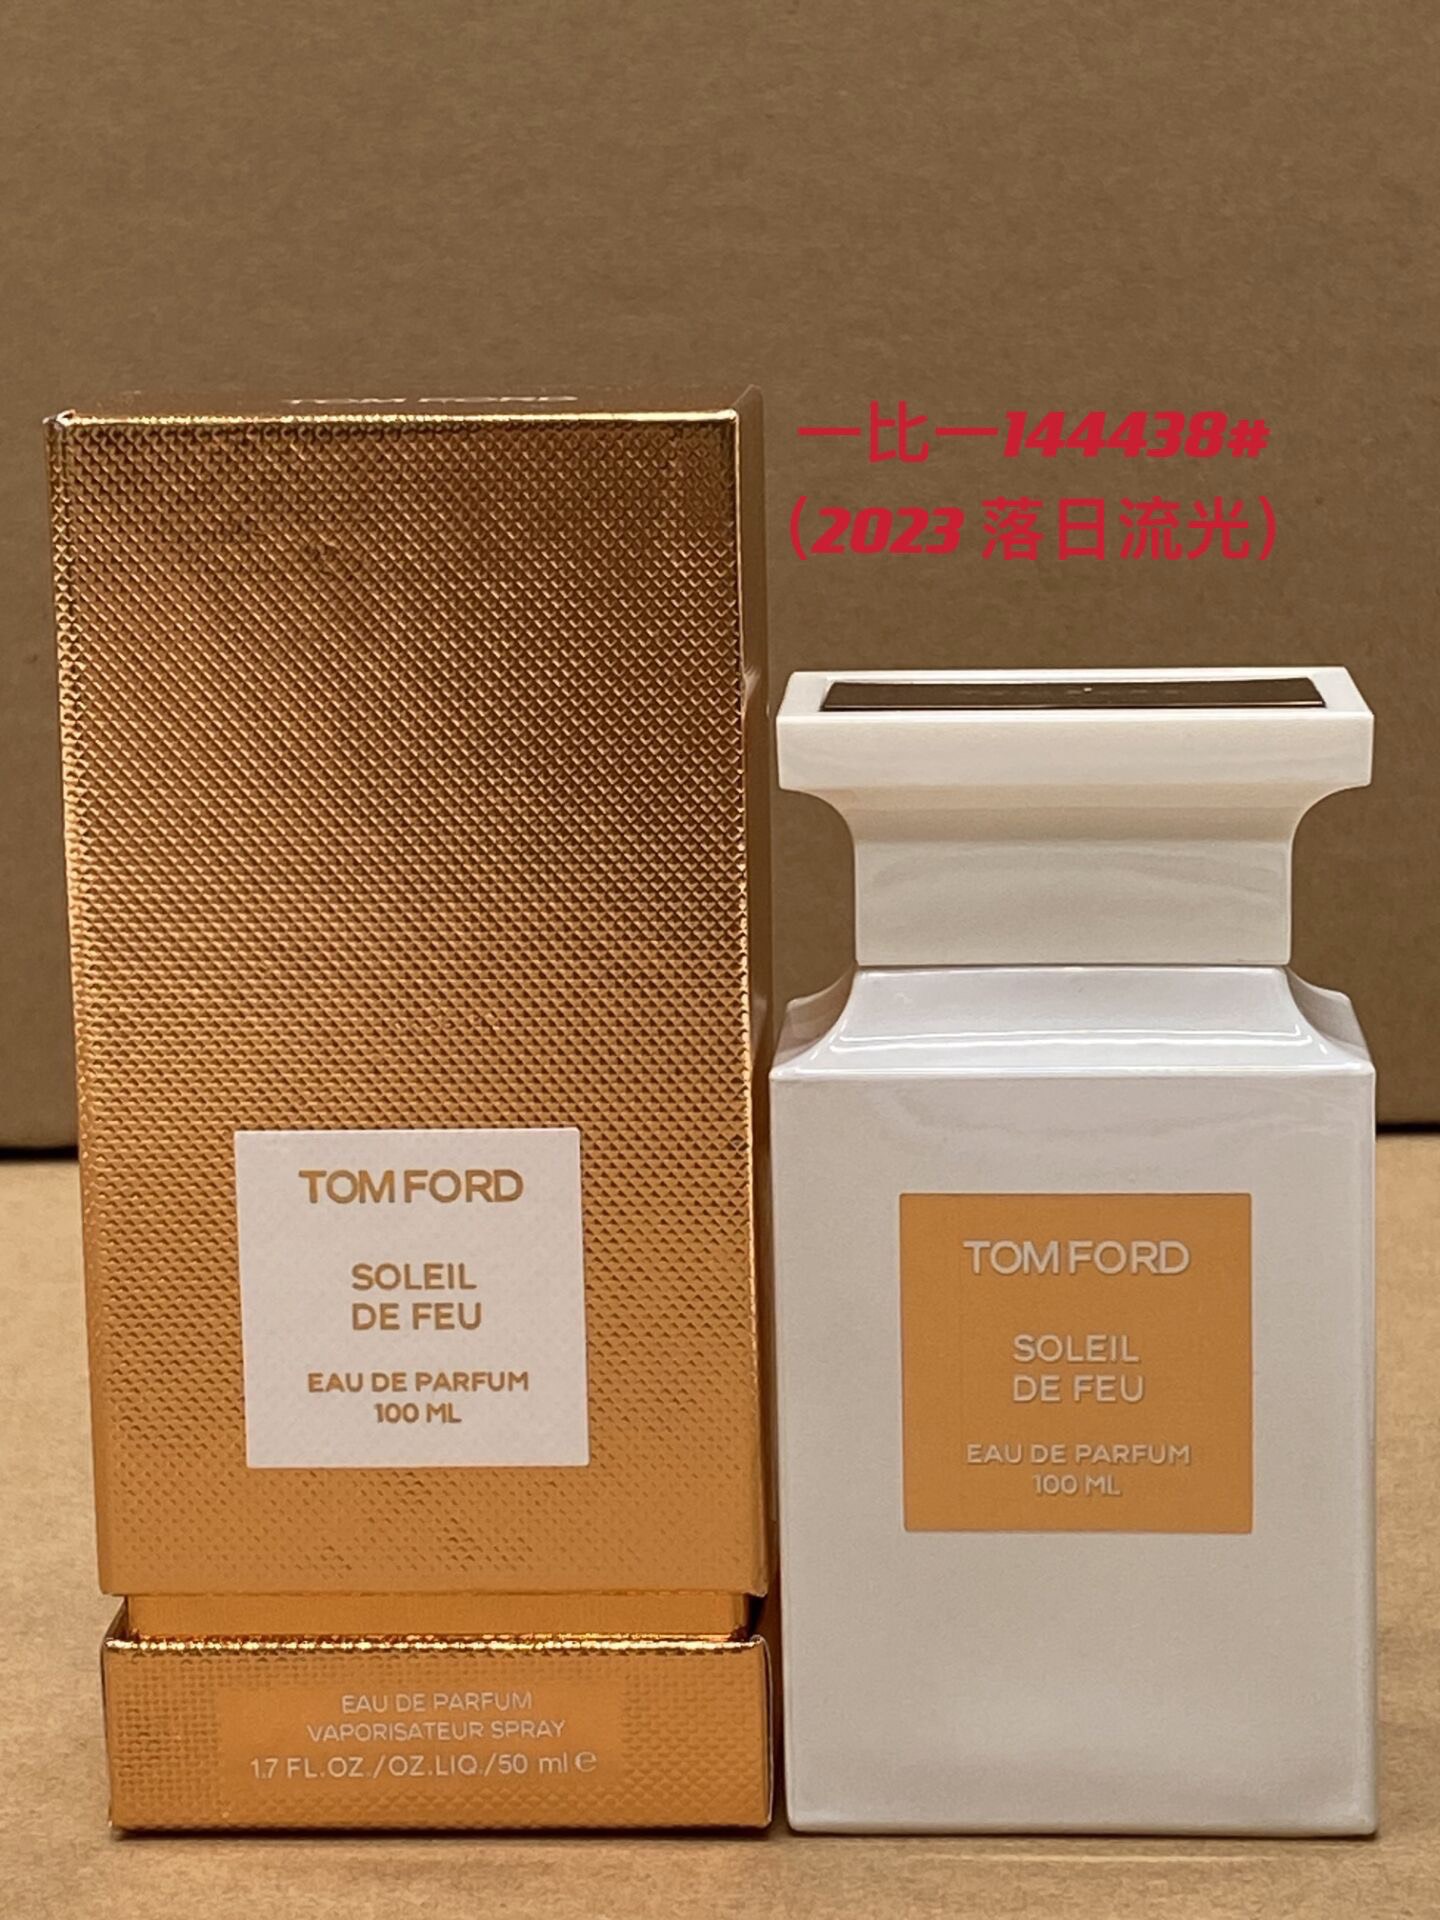 一比一144438#
(2023 落日流光)
TOM FORD
SOLEIL
DE FEU
EAU DE PARFUM
100 ML
EAU DE PARFUM
VAPORISATEUR SPRAY
1.7 FL.OZ./OZ.LIQ./50 ml e
TOM FORD
SOLEIL
DE FEU
EAU DE PARFUM
100 ML